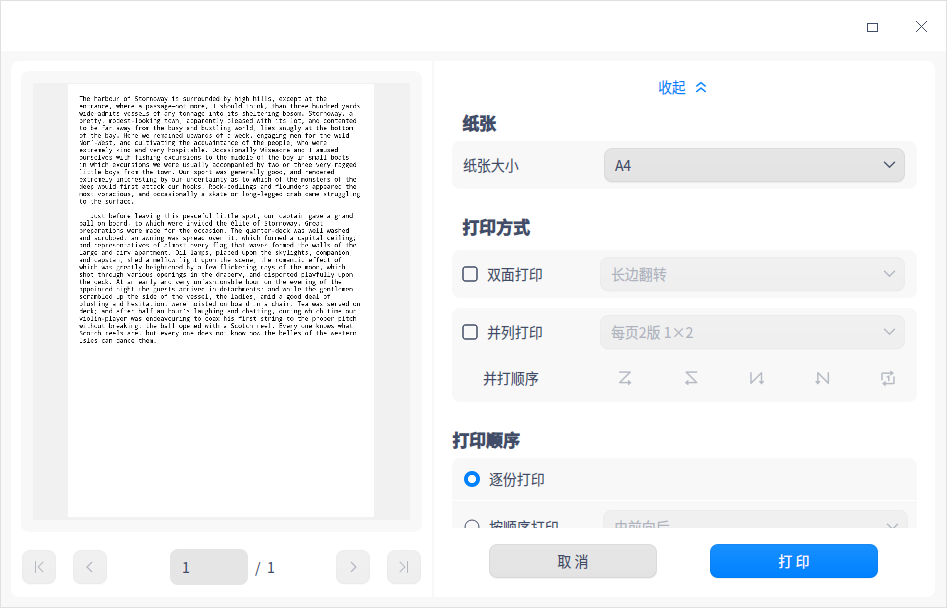 The harbour of Stornoway is surrounded by high hills, except at the
entrance, where a passage—not more, I should think, than three hundred yards
wide—admits vessels of any tonnage into its sheltering bosom. Stornoway, a
pretty, modest-looking town, apparently pleased with its lot, and contented
to be far away from the busy and bustling world, lies snugly at the bottom
of the bay. Here we remained upwards of a week, engaging men for the wild
Nor'-West, and cultivating the acquaintance of the people, who were
extremely kind and very hospitable. Occasionally Wiseacre and I amused
ourselves with fishing excursions to the middle of the bay in small boats
in which excursions we were usually accompanied by two or three very ragged
little boys from the town. Our sport was generally good, and rendered
extremely interesting by our uncertainty as to which of the monsters of the
deep would first attack our hooks. Rock-codlings and flounders appeared the
most voracious, and occasionally a skate or long-legged crab came struggling
to the surface.
Just before leaving this peaceful little spot, our captain gave a grand
ball on board, to which were invited the élite of Stornoway. Great
preparations were made for the occasion. The quarter-deck was well washed
and scrubbed; an awning was spread over it, which formed a capital ceiling;
and representatives of almost every flag that waves formed the walls of the
large and airy apartment. Oil lamps, placed upon the skylights, companion,
and capstan, shed a mellow light upon the scene, the romantic effect of
which was greatly heightened by a few flickering rays of the moon, which
shot through various openings in the drapery, and disported playfully upon
the deck. At an early and very unfashionable hour on the evening of the
appointed night the guests arrived in detachments; and while the gentlemen
scrambled up the side of the vessel, the ladies, amid a good deal of
blushing and hesitation, were hoisted on board in a chair. Tea was served on
deck; and after half an hour's laughing and chatting, during which time our
violin-player was endeavouring to coax his first string to the proper pitch
without breaking, the ball opened with a Scotch reel. Every one knows what
Scotch reels are, but every one does not know how the belles of the Western
Isles can dance them.
1
/ 1
收起
纸张
纸张大小
A4
打印方式
双面打印
长边翻转
并列打印
每页2版 1×2
并打顺序
打印顺序
逐份打印
按顺序打印
由前向后
取消
打印